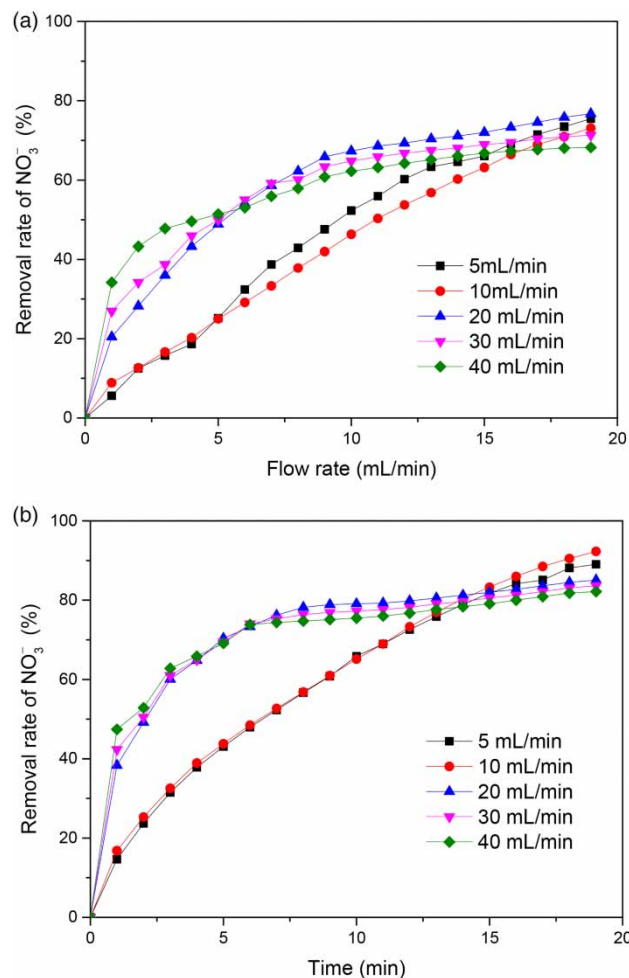 (a)
100
80
60
40
20
0
Removal rate of NO₃⁻ (%)
5mL/min
10mL/min
20 mL/min
30 mL/min
40 mL/min
0 5 10 15 20
Flow rate (mL/min)
(b)
100
80
60
40
20
0
Removal rate of NO₃⁻ (%)
5 mL/min
10 mL/min
20 mL/min
30 mL/min
40 mL/min
0 5 10 15 20
Time (min)